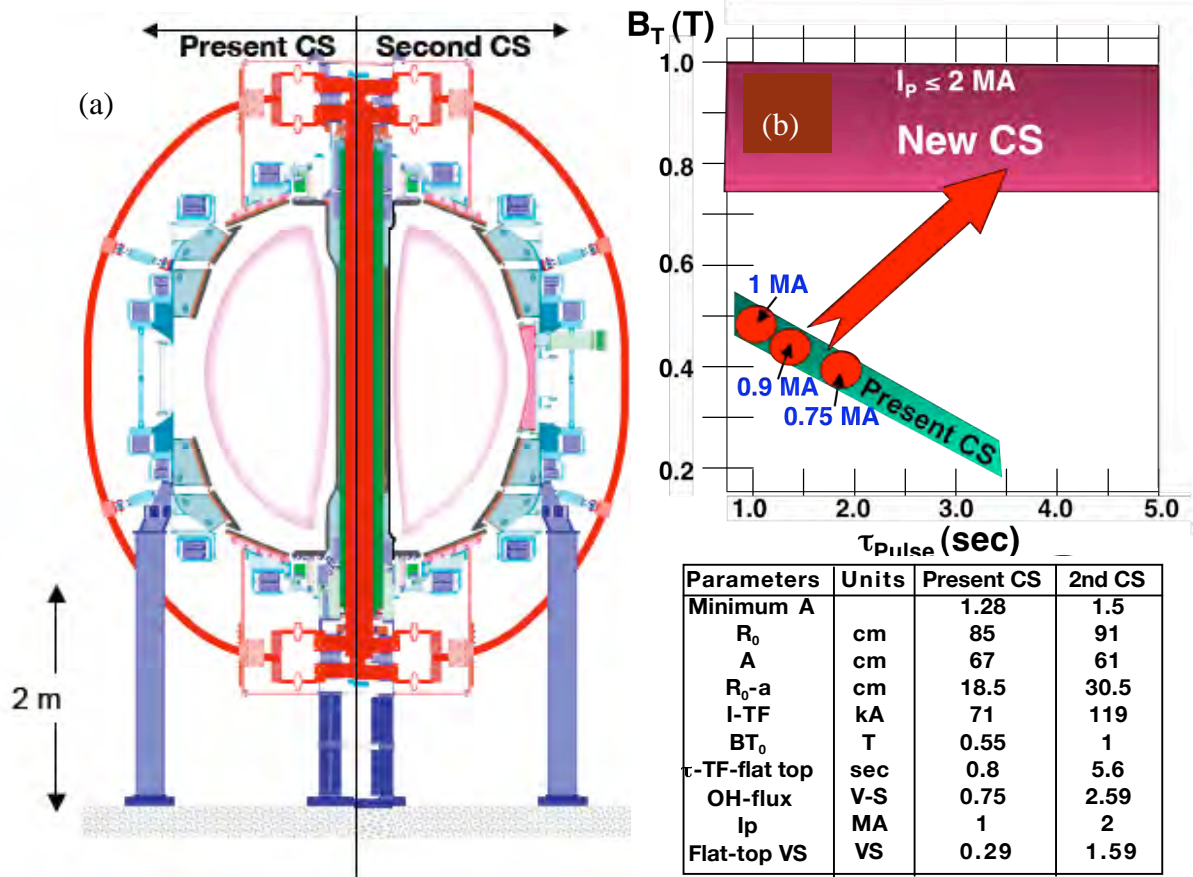 Present CS Second CS
(a)
2 m
B_T (T)
1.0
0.8
0.6
0.4
0.2
I_P ≤ 2 MA
(b)
New CS
1 MA
0.9 MA
0.75 MA
Present CS
1.0 2.0 3.0 4.0 5.0
τ_Pulse (sec)
Parameters Units Present CS 2nd CS
Minimum A 1.28 1.5
R₀ cm 85 91
A cm 67 61
R₀-a cm 18.5 30.5
I-TF kA 71 119
BT₀ T 0.55 1
τ-TF-flat top sec 0.8 5.6
OH-flux V-S 0.75 2.59
Ip MA 1 2
Flat-top VS VS 0.29 1.59